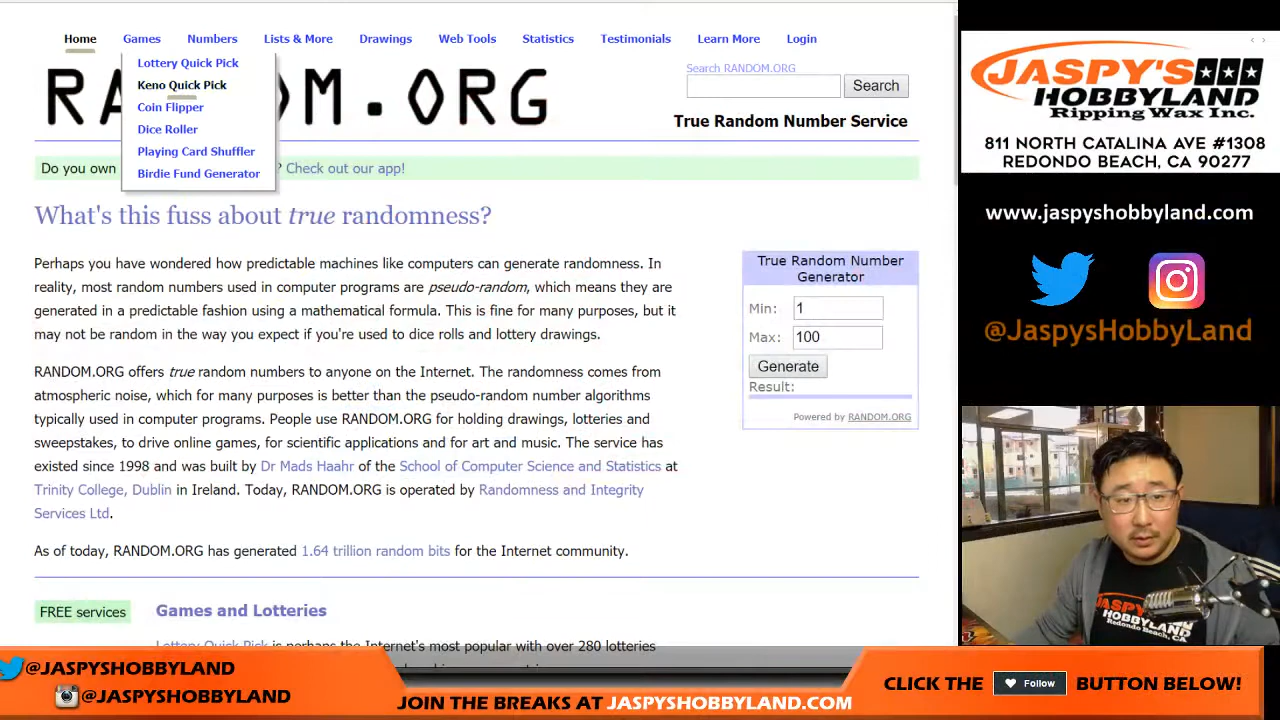 Home Games Numbers Lists & More Drawings Web Tools Statistics Testimonials Learn More Login
Lottery Quick Pick
Keno Quick Pick
Coin Flipper
Dice Roller
Playing Card Shuffler
Birdie Fund Generator
Search RANDOM.ORG
Search
True Random Number Service
Do you own ? Check out our app!
What's this fuss about true randomness?
Perhaps you have wondered how predictable machines like computers can generate randomness. In
reality, most random numbers used in computer programs are pseudo-random, which means they are
generated in a predictable fashion using a mathematical formula. This is fine for many purposes, but it
may not be random in the way you expect if you're used to dice rolls and lottery drawings.
RANDOM.ORG offers true random numbers to anyone on the Internet. The randomness comes from
atmospheric noise, which for many purposes is better than the pseudo-random number algorithms
typically used in computer programs. People use RANDOM.ORG for holding drawings, lotteries and
sweepstakes, to drive online games, for scientific applications and for art and music. The service has
existed since 1998 and was built by Dr Mads Haahr of the School of Computer Science and Statistics at
Trinity College, Dublin in Ireland. Today, RANDOM.ORG is operated by Randomness and Integrity
Services Ltd.
As of today, RANDOM.ORG has generated 1.64 trillion random bits for the Internet community.
True Random Number
Generator
Min: 1
Max: 100
Generate
Result:
Powered by RANDOM.ORG
FREE services
Games and Lotteries
Lottery Quick Pick is perhaps the Internet's most popular with over 280 lotteries
JASPY'S
HOBBYLAND
Ripping Wax Inc.
811 NORTH CATALINA AVE #1308
REDONDO BEACH, CA 90277
www.jaspyshobbyland.com
@JaspysHobbyLand
JASPY'S
HOBBYLAND
Redondo Beach, Ca
@JASPYSHOBBYLAND
@JASPYSHOBBYLAND
JOIN THE BREAKS AT JASPYSHOBBYLAND.COM
CLICK THE Follow BUTTON BELOW!